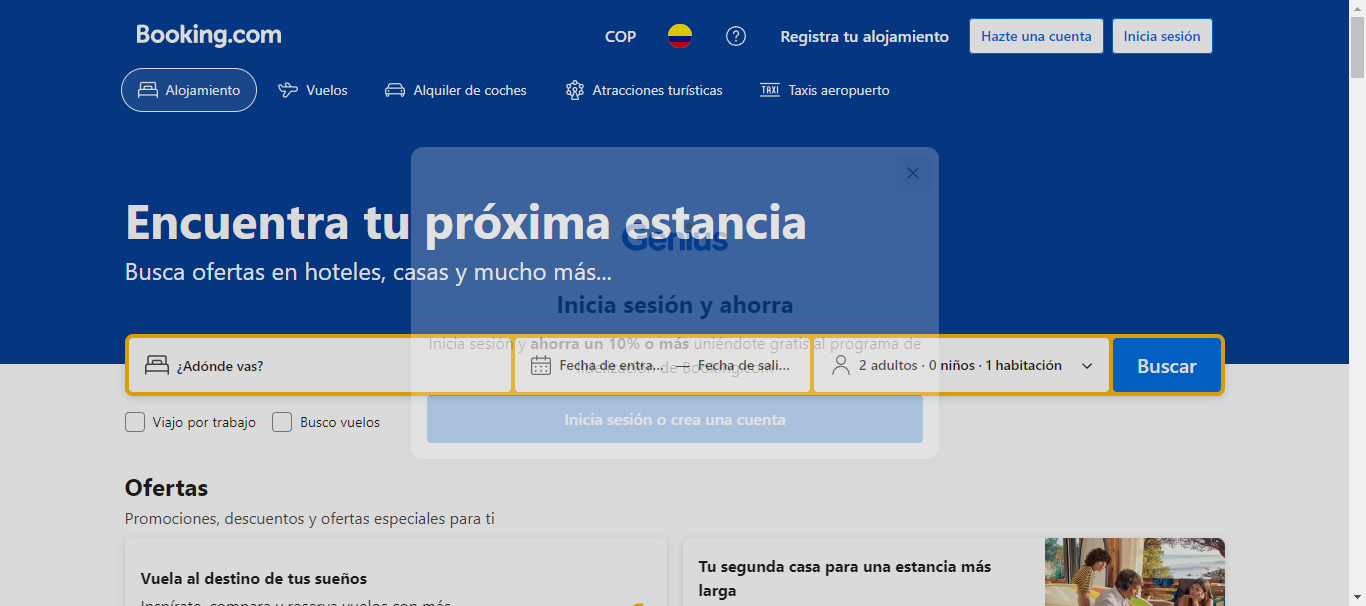 Booking.com
COP
Registra tu alojamiento
Hazte una cuenta
Inicia sesión
Alojamiento
Vuelos
Alquiler de coches
Atracciones turísticas
TAXI
Taxis aeropuerto
Encuentra tu próxima estancia
Busca ofertas en hoteles, casas y mucho más...
Genius
Inicia sesión y ahorra
Inicia sesión y ahorra un 10% o más uniéndote gratis al programa de
fidelización de Booking.com
Inicia sesión o crea una cuenta
¿Adónde vas?
Fecha de entra... — Fecha de sali...
2 adultos · 0 niños · 1 habitación
Buscar
Viajo por trabajo
Busco vuelos
Ofertas
Promociones, descuentos y ofertas especiales para ti
Vuela al destino de tus sueños
Inspírate, compara y reserva vuelos con más
Tu segunda casa para una estancia más
larga